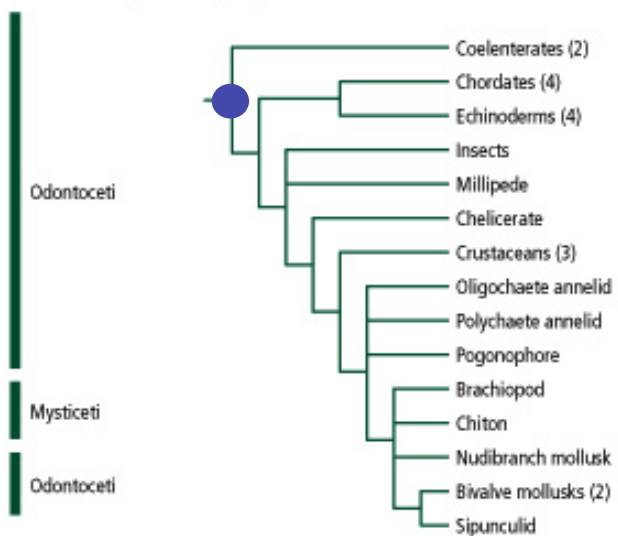 Coelenterates (2)
Chordates (4)
Echinoderms (4)
Insects
Millipede
Odontoceti
Chelicerate
Crustaceans (3)
Oligochaete annelid
Polychaete annelid
Pogonophore
Brachiopod
Mysticeti
Chiton
Nudibranch mollusk
Odontoceti
Bivalve mollusks (2)
Sipunculid